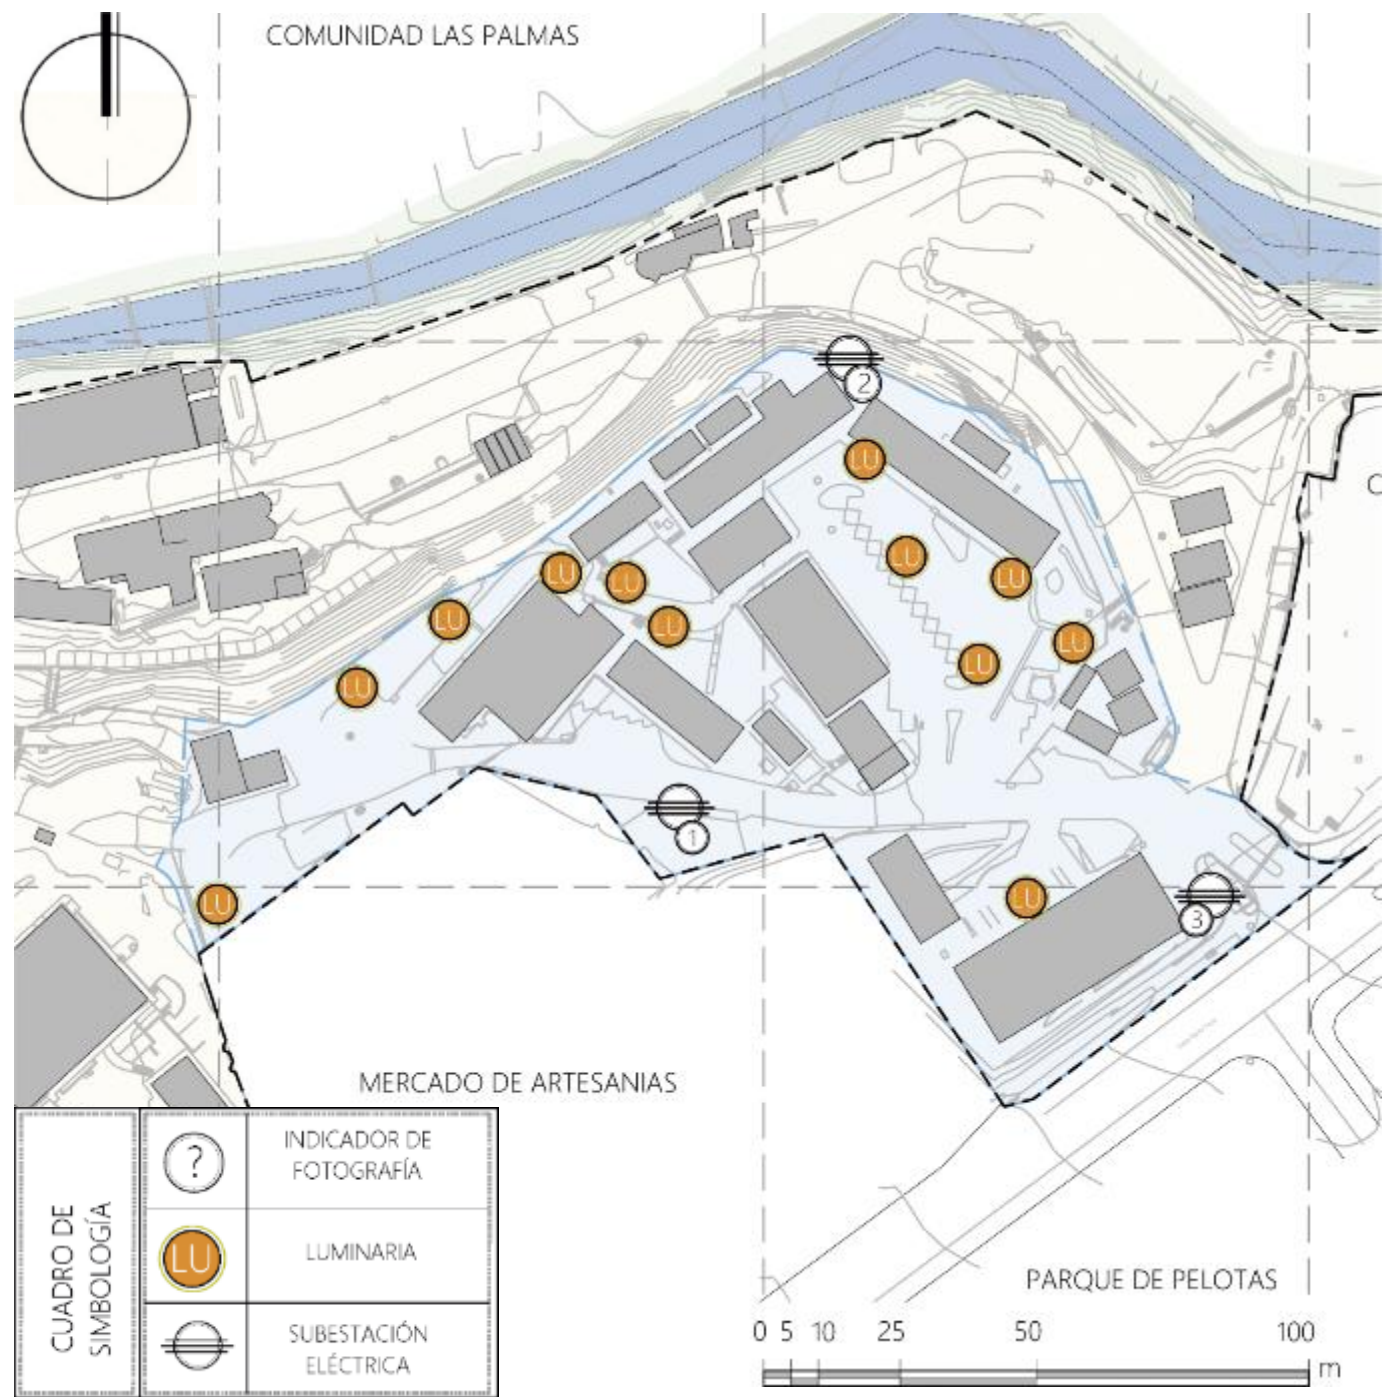 COMUNIDAD LAS PALMAS
2
LU
LU
LU
LU
LU
LU
LU
LU
LU
LU
1
LU
LU
3
C
MERCADO DE ARTESANIAS
CUADRO DE
SIMBOLOGÍA
?
INDICADOR DE
FOTOGRAFÍA
LU
LUMINARIA
SUBESTACIÓN
ELÉCTRICA
PARQUE DE PELOTAS
0 5 10 25 50 100
m